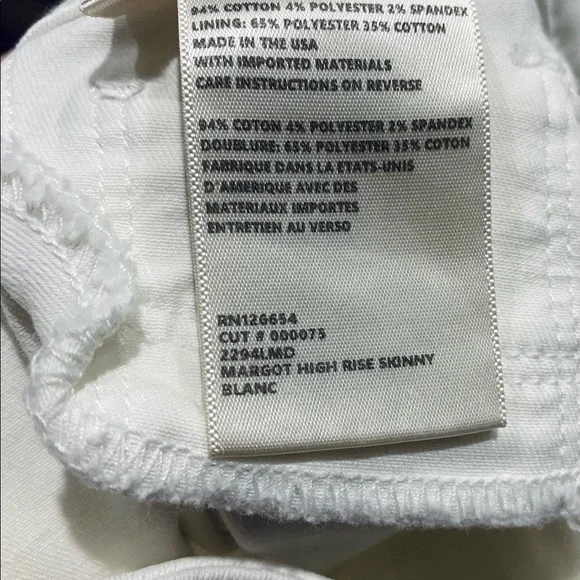 94% COTTON 4% POLYESTER 2% SPANDEX
LINING: 65% POLYESTER 35% COTTON
MADE IN THE USA
WITH IMPORTED MATERIALS
CARE INSTRUCTIONS ON REVERSE
94% COTON 4% POLYESTER 2% SPANDEX
DOUBLURE: 65% POLYESTER 35% COTON
FABRIQUE DANS LA ETATS-UNIS
D'AMERIQUE AVEC DES
MATERIAUX IMPORTES
ENTRETIEN AU VERSO
RN126654
CUT # 000075
2294LMD
MARGOT HIGH RISE SKINNY
BLANC